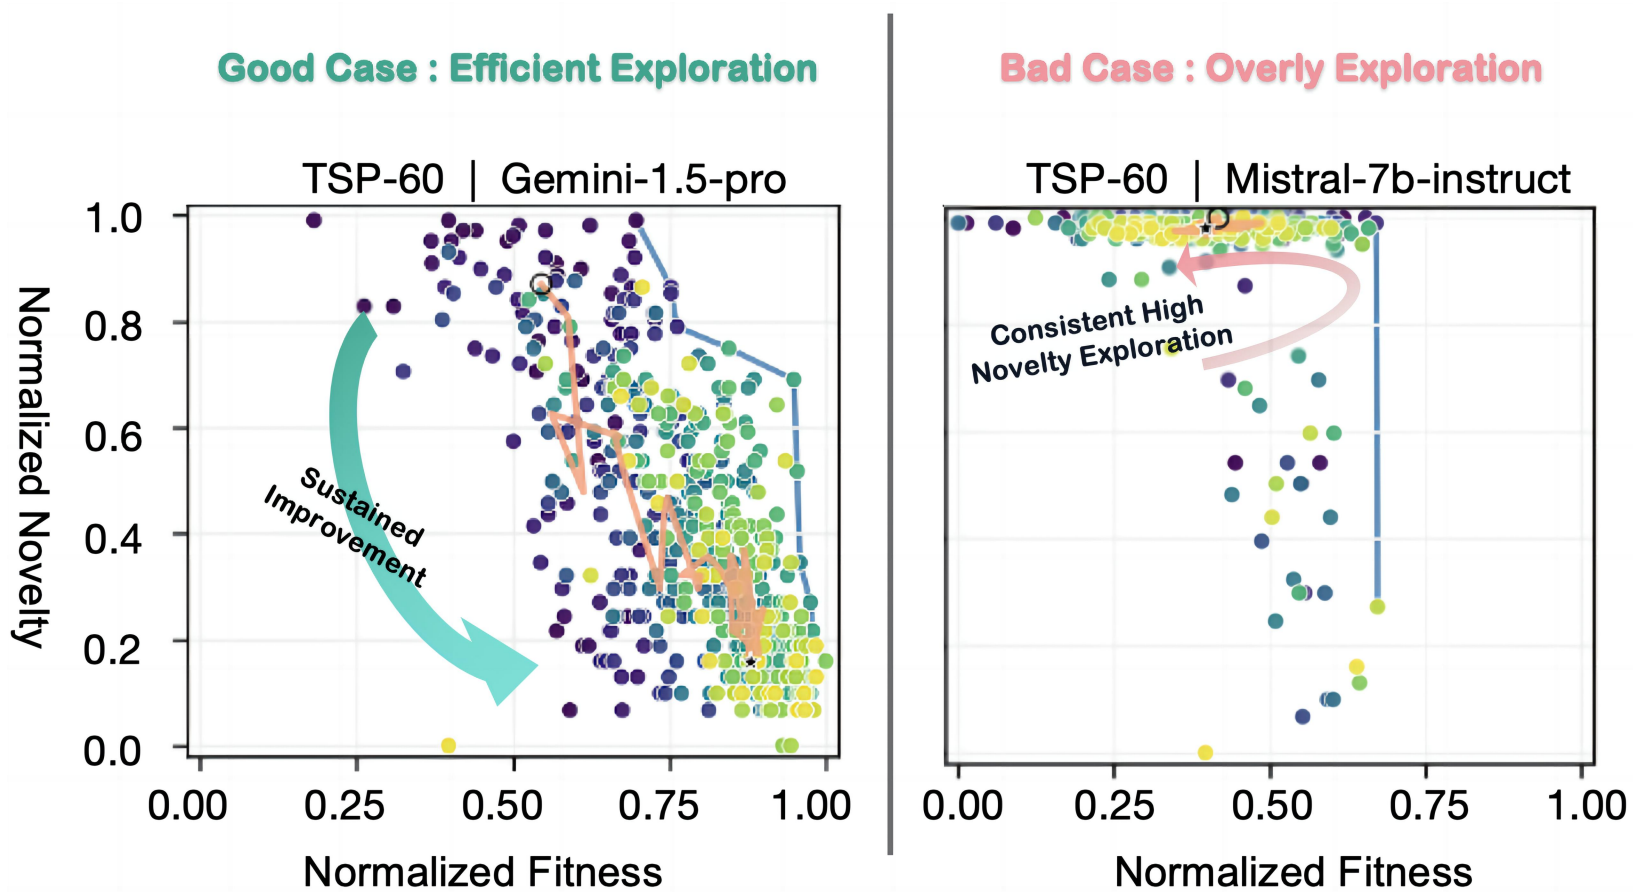 Good Case : Efficient Exploration
Bad Case : Overly Exploration
TSP-60 | Gemini-1.5-pro
TSP-60 | Mistral-7b-instruct
Normalized Novelty
1.0
0.8
0.6
0.4
0.2
0.0
Sustained
Improvement
Consistent High
Novelty Exploration
0.00 0.25 0.50 0.75 1.00
0.00 0.25 0.50 0.75 1.00
Normalized Fitness
Normalized Fitness